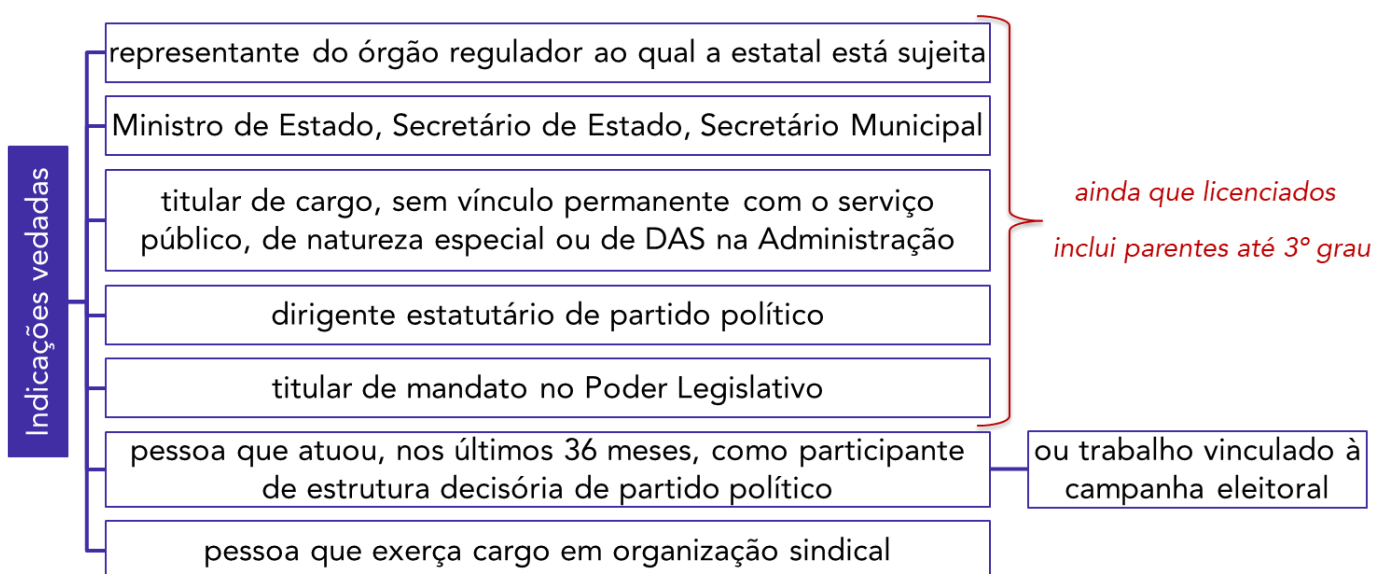 Indicações vedadas
representante do órgão regulador ao qual a estatal está sujeita
Ministro de Estado, Secretário de Estado, Secretário Municipal
titular de cargo, sem vínculo permanente com o serviço
público, de natureza especial ou de DAS na Administração
dirigente estatutário de partido político
titular de mandato no Poder Legislativo
ainda que licenciados
inclui parentes até 3º grau
pessoa que atuou, nos últimos 36 meses, como participante
de estrutura decisória de partido político
ou trabalho vinculado à
campanha eleitoral
pessoa que exerça cargo em organização sindical